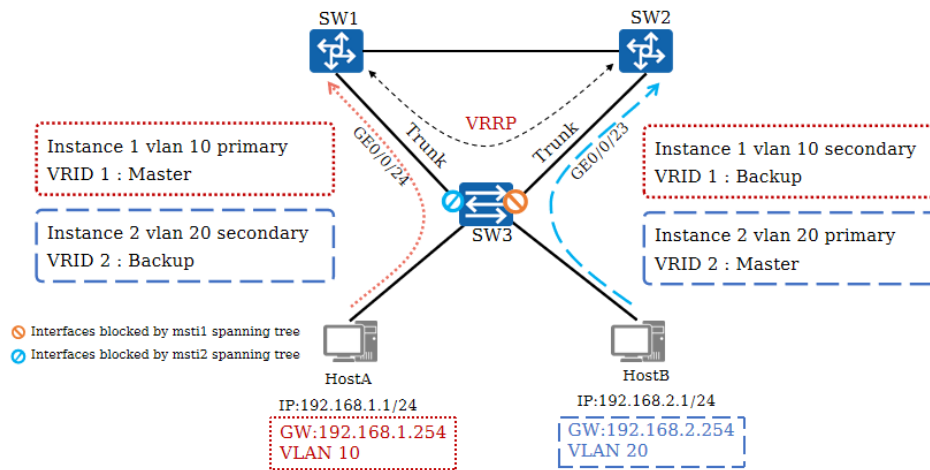 SW1
SW2
VRRP
Trunk
GE0/0/24
Trunk
GE0/0/23
Instance 1 vlan 10 primary
VRID 1 : Master
Instance 2 vlan 20 secondary
VRID 2 : Backup
Instance 1 vlan 10 secondary
VRID 1 : Backup
Instance 2 vlan 20 primary
VRID 2 : Master
SW3
Interfaces blocked by msti1 spanning tree
Interfaces blocked by msti2 spanning tree
HostA
IP:192.168.1.1/24
GW:192.168.1.254
VLAN 10
HostB
IP:192.168.2.1/24
GW:192.168.2.254
VLAN 20